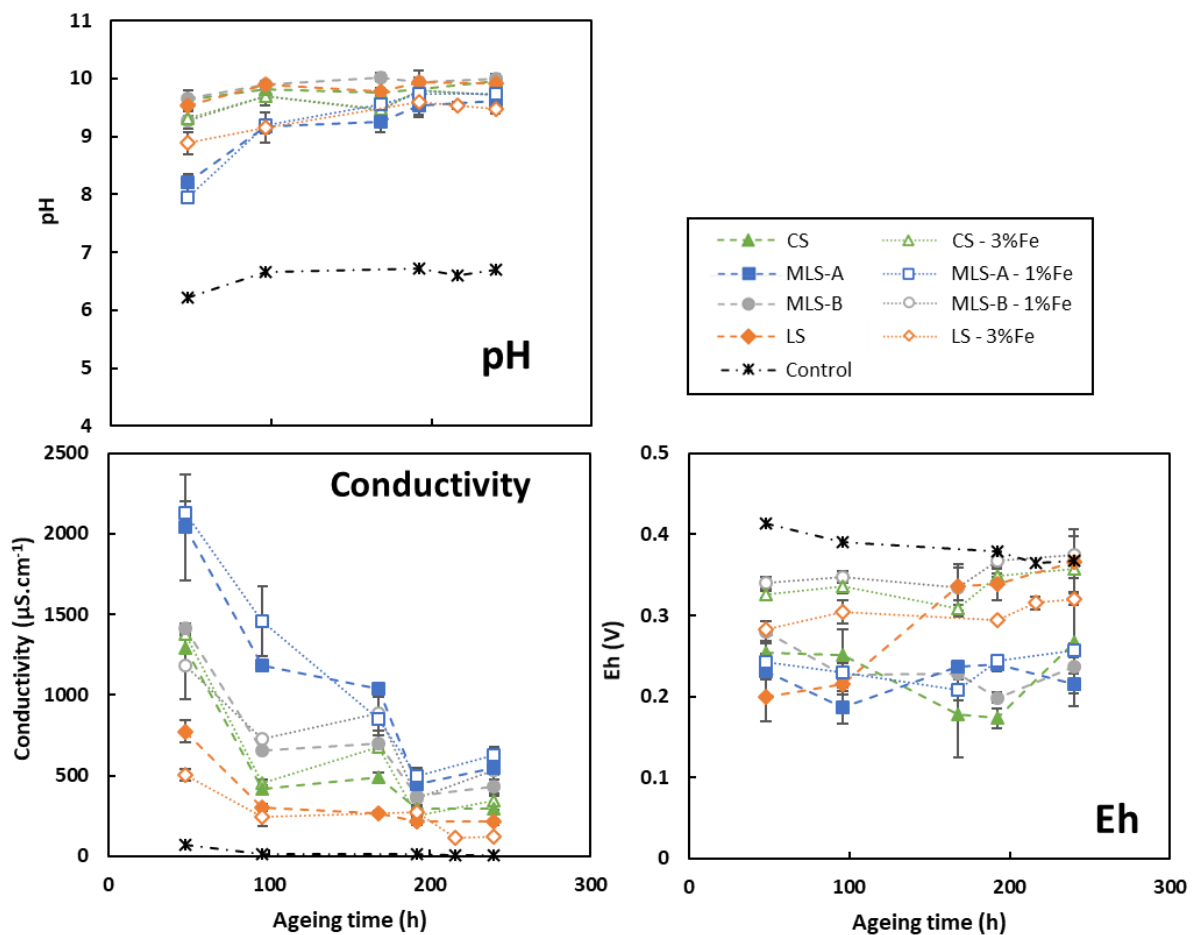 11
10
9
8
7
6
5
4
pH
pH
CS
CS - 3%Fe
MLS-A
MLS-A - 1%Fe
MLS-B
MLS-B - 1%Fe
LS
LS - 3%Fe
Control
2500
2000
1500
1000
500
0
Conductivity (µS.cm⁻¹)
Conductivity
0
100
200
300
Ageing time (h)
0.5
0.4
0.3
0.2
0.1
0
Eh (V)
Eh
0
100
200
300
Ageing time (h)